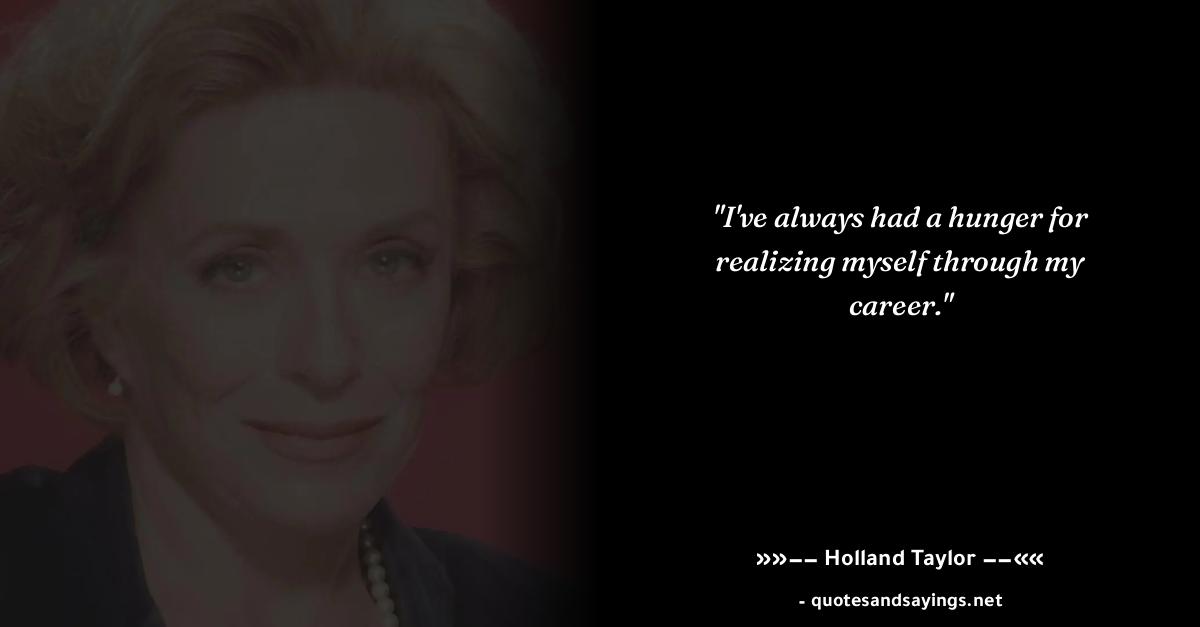 "I've always had a hunger for
realizing myself through my
career."
»»–– Holland Taylor ––««
- quotesandsayings.net